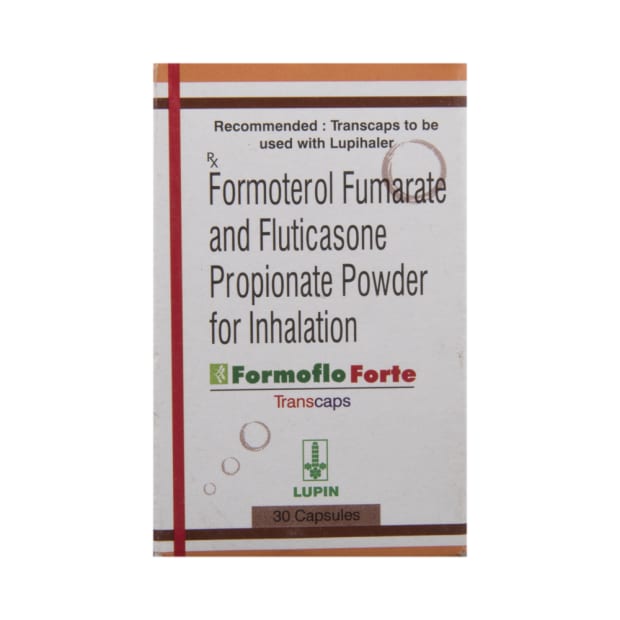 Recommended : Transcaps to be
used with Lupihaler
Rx
Formoterol Fumarate
and Fluticasone
Propionate Powder
for Inhalation
Formoflo Forte
Transcaps
LUPIN
30 Capsules